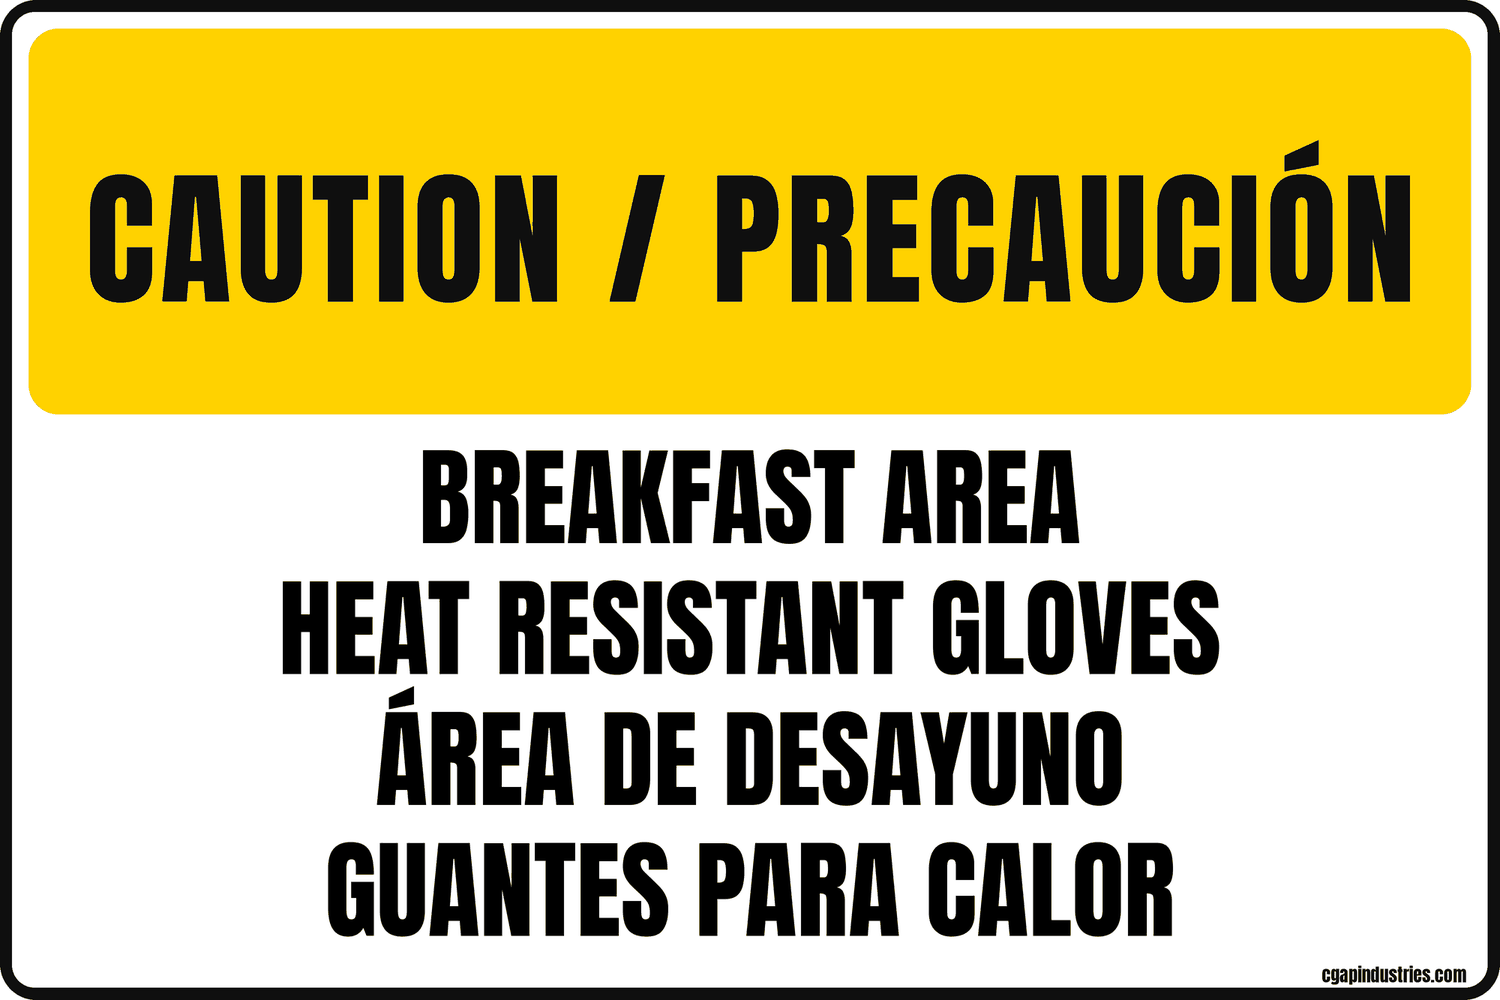 CAUTION / PRECAUCIÓN
BREAKFAST AREA
HEAT RESISTANT GLOVES
ÁREA DE DESAYUNO
GUANTES PARA CALOR
cgapindustries.com